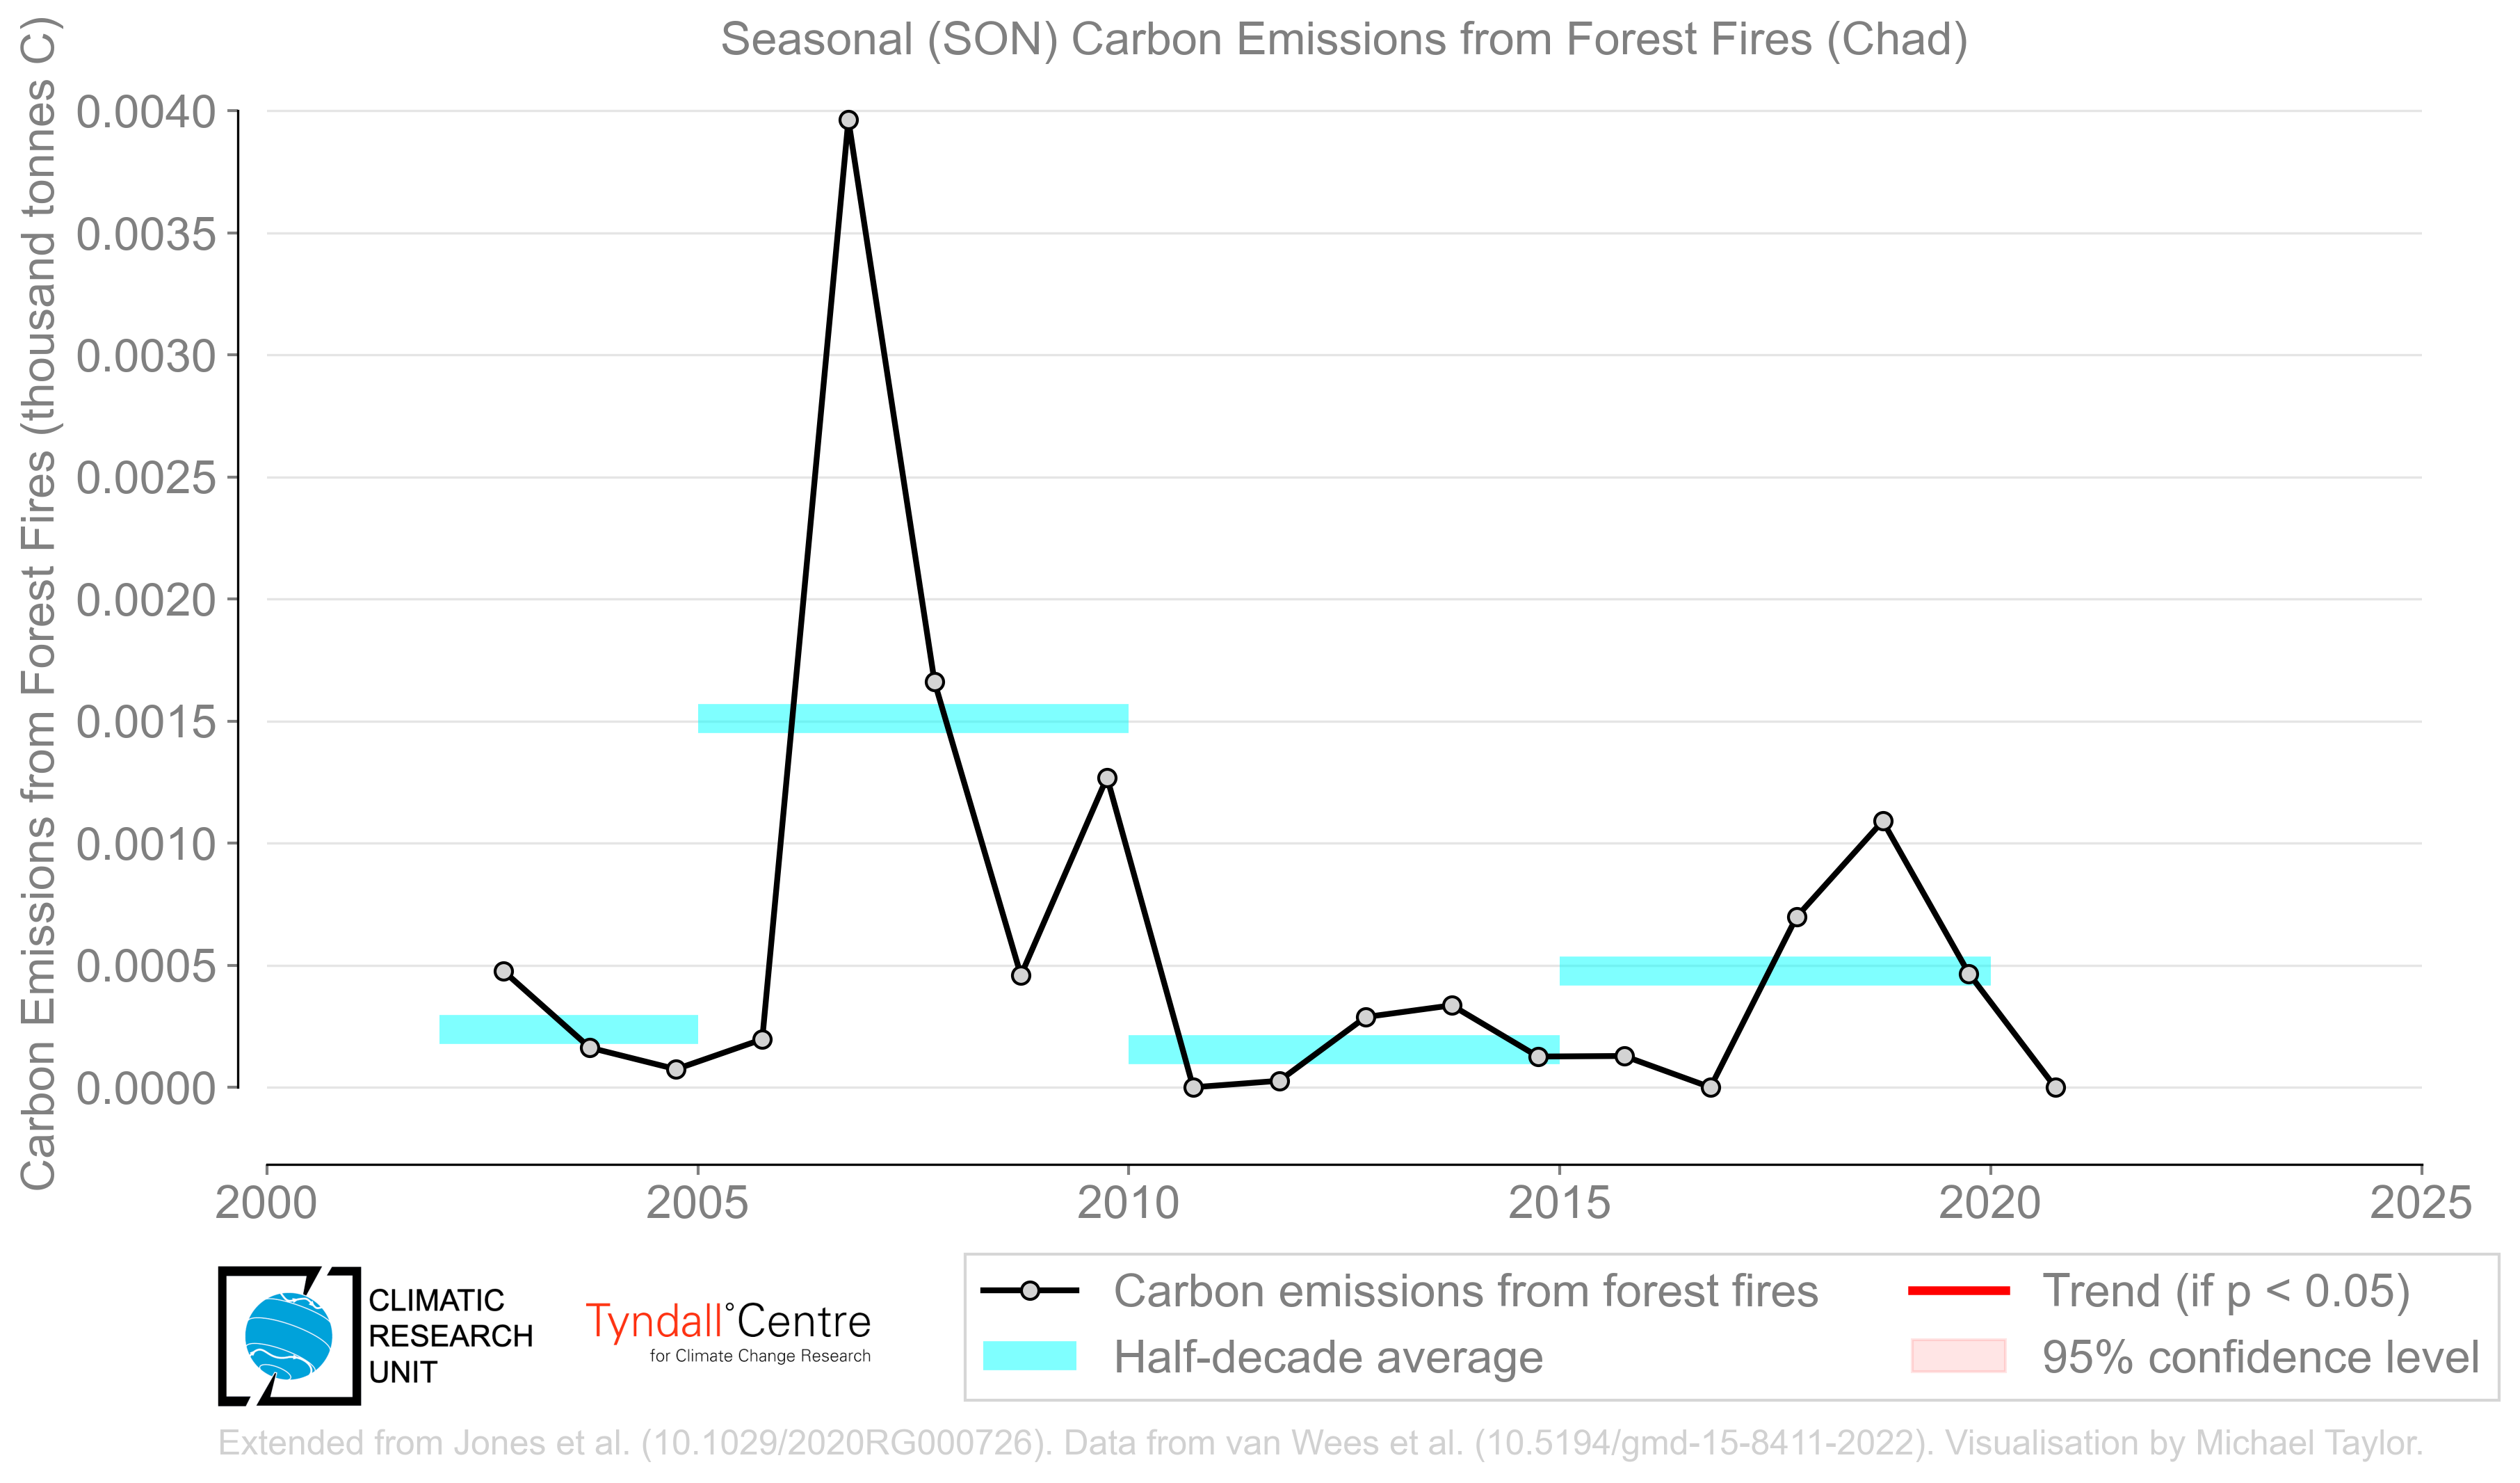 Seasonal (SON) Carbon Emissions from Forest Fires (Chad)
Carbon Emissions from Forest Fires (thousand tonnes C)
0.0040
0.0035
0.0030
0.0025
0.0020
0.0015
0.0010
0.0005
0.0000
2000 2005 2010 2015 2020 2025
CLIMATIC
RESEARCH
UNIT
Tyndall°Centre
for Climate Change Research
Carbon emissions from forest fires
Half-decade average
Trend (if p < 0.05)
95% confidence level
Extended from Jones et al. (10.1029/2020RG000726). Data from van Wees et al. (10.5194/gmd-15-8411-2022). Visualisation by Michael Taylor.